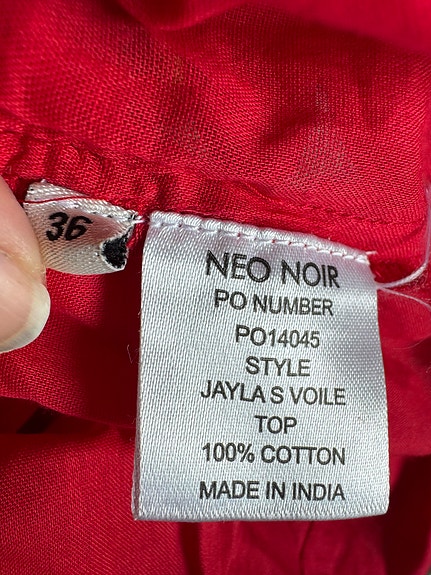 36
NEO NOIR
PO NUMBER
PO14045
STYLE
JAYLA S VOILE
TOP
100% COTTON
MADE IN INDIA